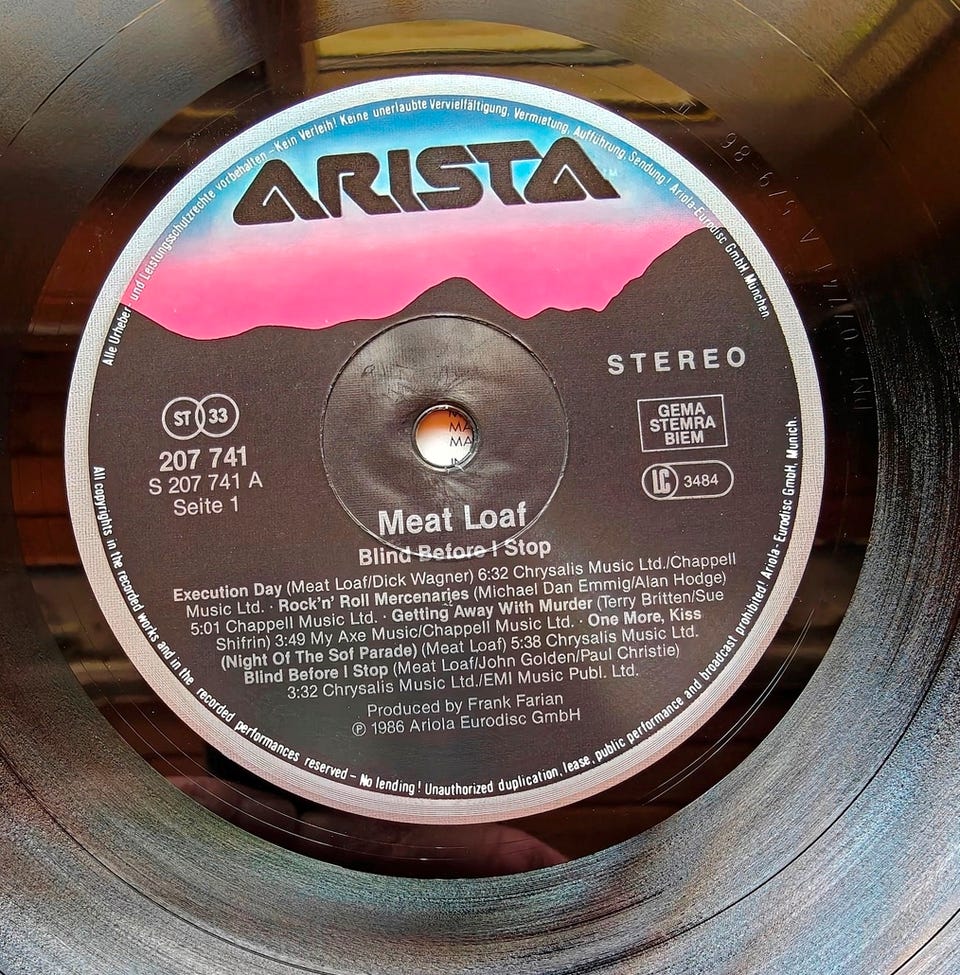 Alle Urheber- und Leistungsschutzrechte vorbehalten - Kein Verleih! Keine unerlaubte Vervielfältigung, Vermietung, Aufführung, Sendung! Ariola-Eurodisc GmbH, München.
ARISTA
TM
STEREO
ST 33
GEMA
STEMRA
BIEM
207 741
S 207 741 A
Seite 1
LC 3484
MA
MA
Meat Loaf
Blind Before I Stop
Execution Day (Meat Loaf/Dick Wagner) 6:32 Chrysalis Music Ltd./Chappell
Music Ltd. · Rock'n' Roll Mercenaries (Michael Dan Emmig/Alan Hodge)
5:01 Chappell Music Ltd. · Getting Away With Murder (Terry Britten/Sue
Shifrin) 3:49 My Axe Music/Chappell Music Ltd. · One More, Kiss
(Night Of The Sof Parade) (Meat Loaf) 5:38 Chrysalis Music Ltd.
Blind Before I Stop (Meat Loaf/John Golden/Paul Christie)
3:32 Chrysalis Music Ltd./EMI Music Publ. Ltd.
Produced by Frank Farian
℗ 1986 Ariola Eurodisc GmbH
All copyrights in the recorded works and in the recorded performances reserved - No lending! Unauthorized duplication, lease, public performance and broadcast prohibited! Ariola-Eurodisc GmbH, Munich.